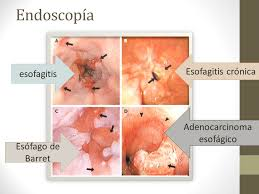 Endoscopía
A
B
esofagitis
Esofagitis crónica
C
D
Adenocarcinoma
esofágico
Esófago de
Barret